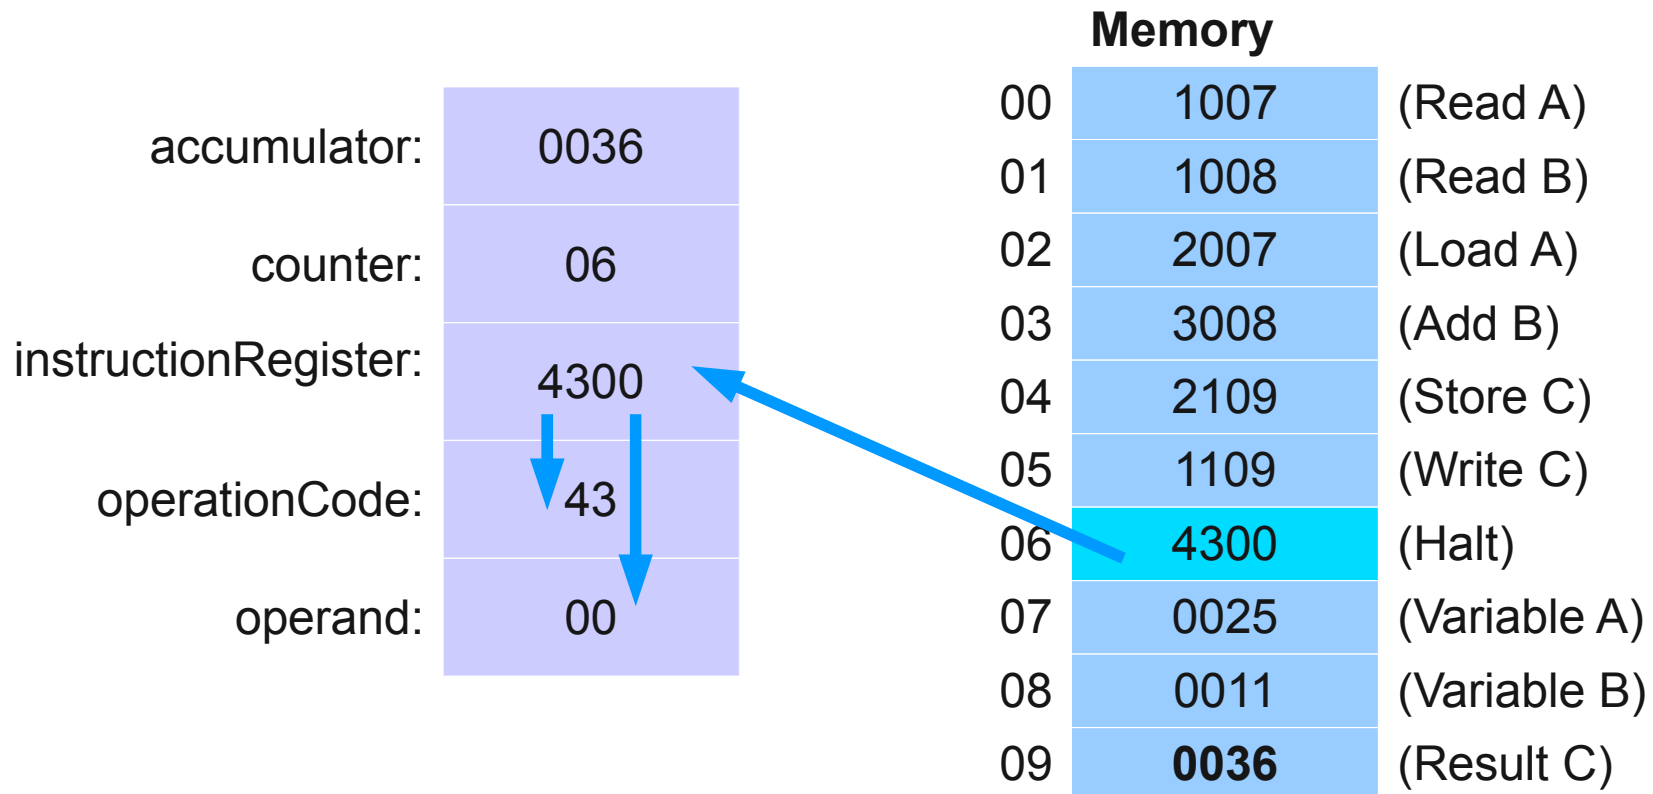 Memory
accumulator: 0036
counter: 06
instructionRegister: 4300
operationCode: 43
operand: 00
00 1007 (Read A)
01 1008 (Read B)
02 2007 (Load A)
03 3008 (Add B)
04 2109 (Store C)
05 1109 (Write C)
06 4300 (Halt)
07 0025 (Variable A)
08 0011 (Variable B)
09 0036 (Result C)